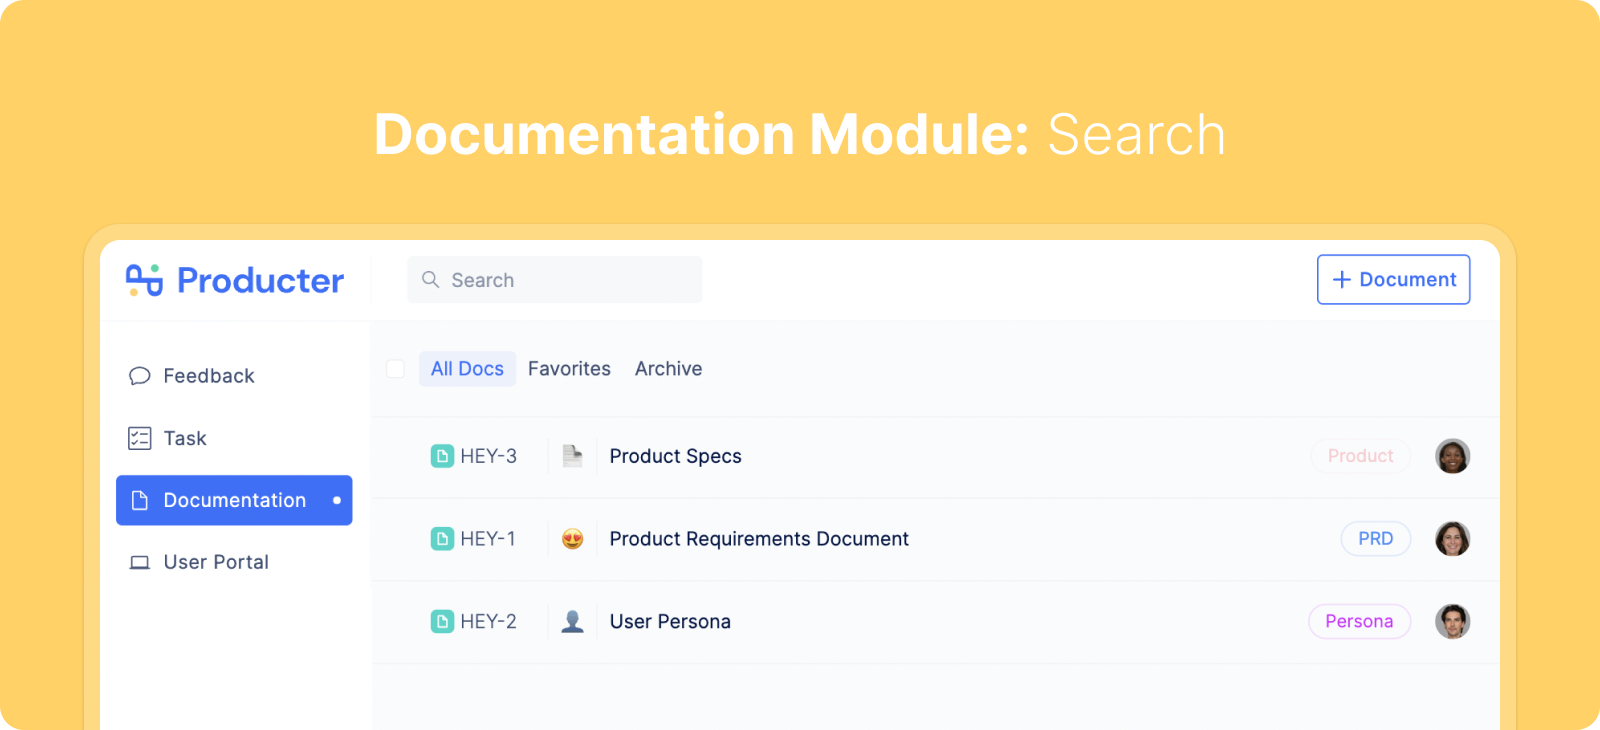 Documentation Module: Search
Producter
Search
+ Document
Feedback
Task
Documentation
User Portal
All Docs Favorites Archive
HEY-3 Product Specs Product
HEY-1 Product Requirements Document PRD
HEY-2 User Persona Persona